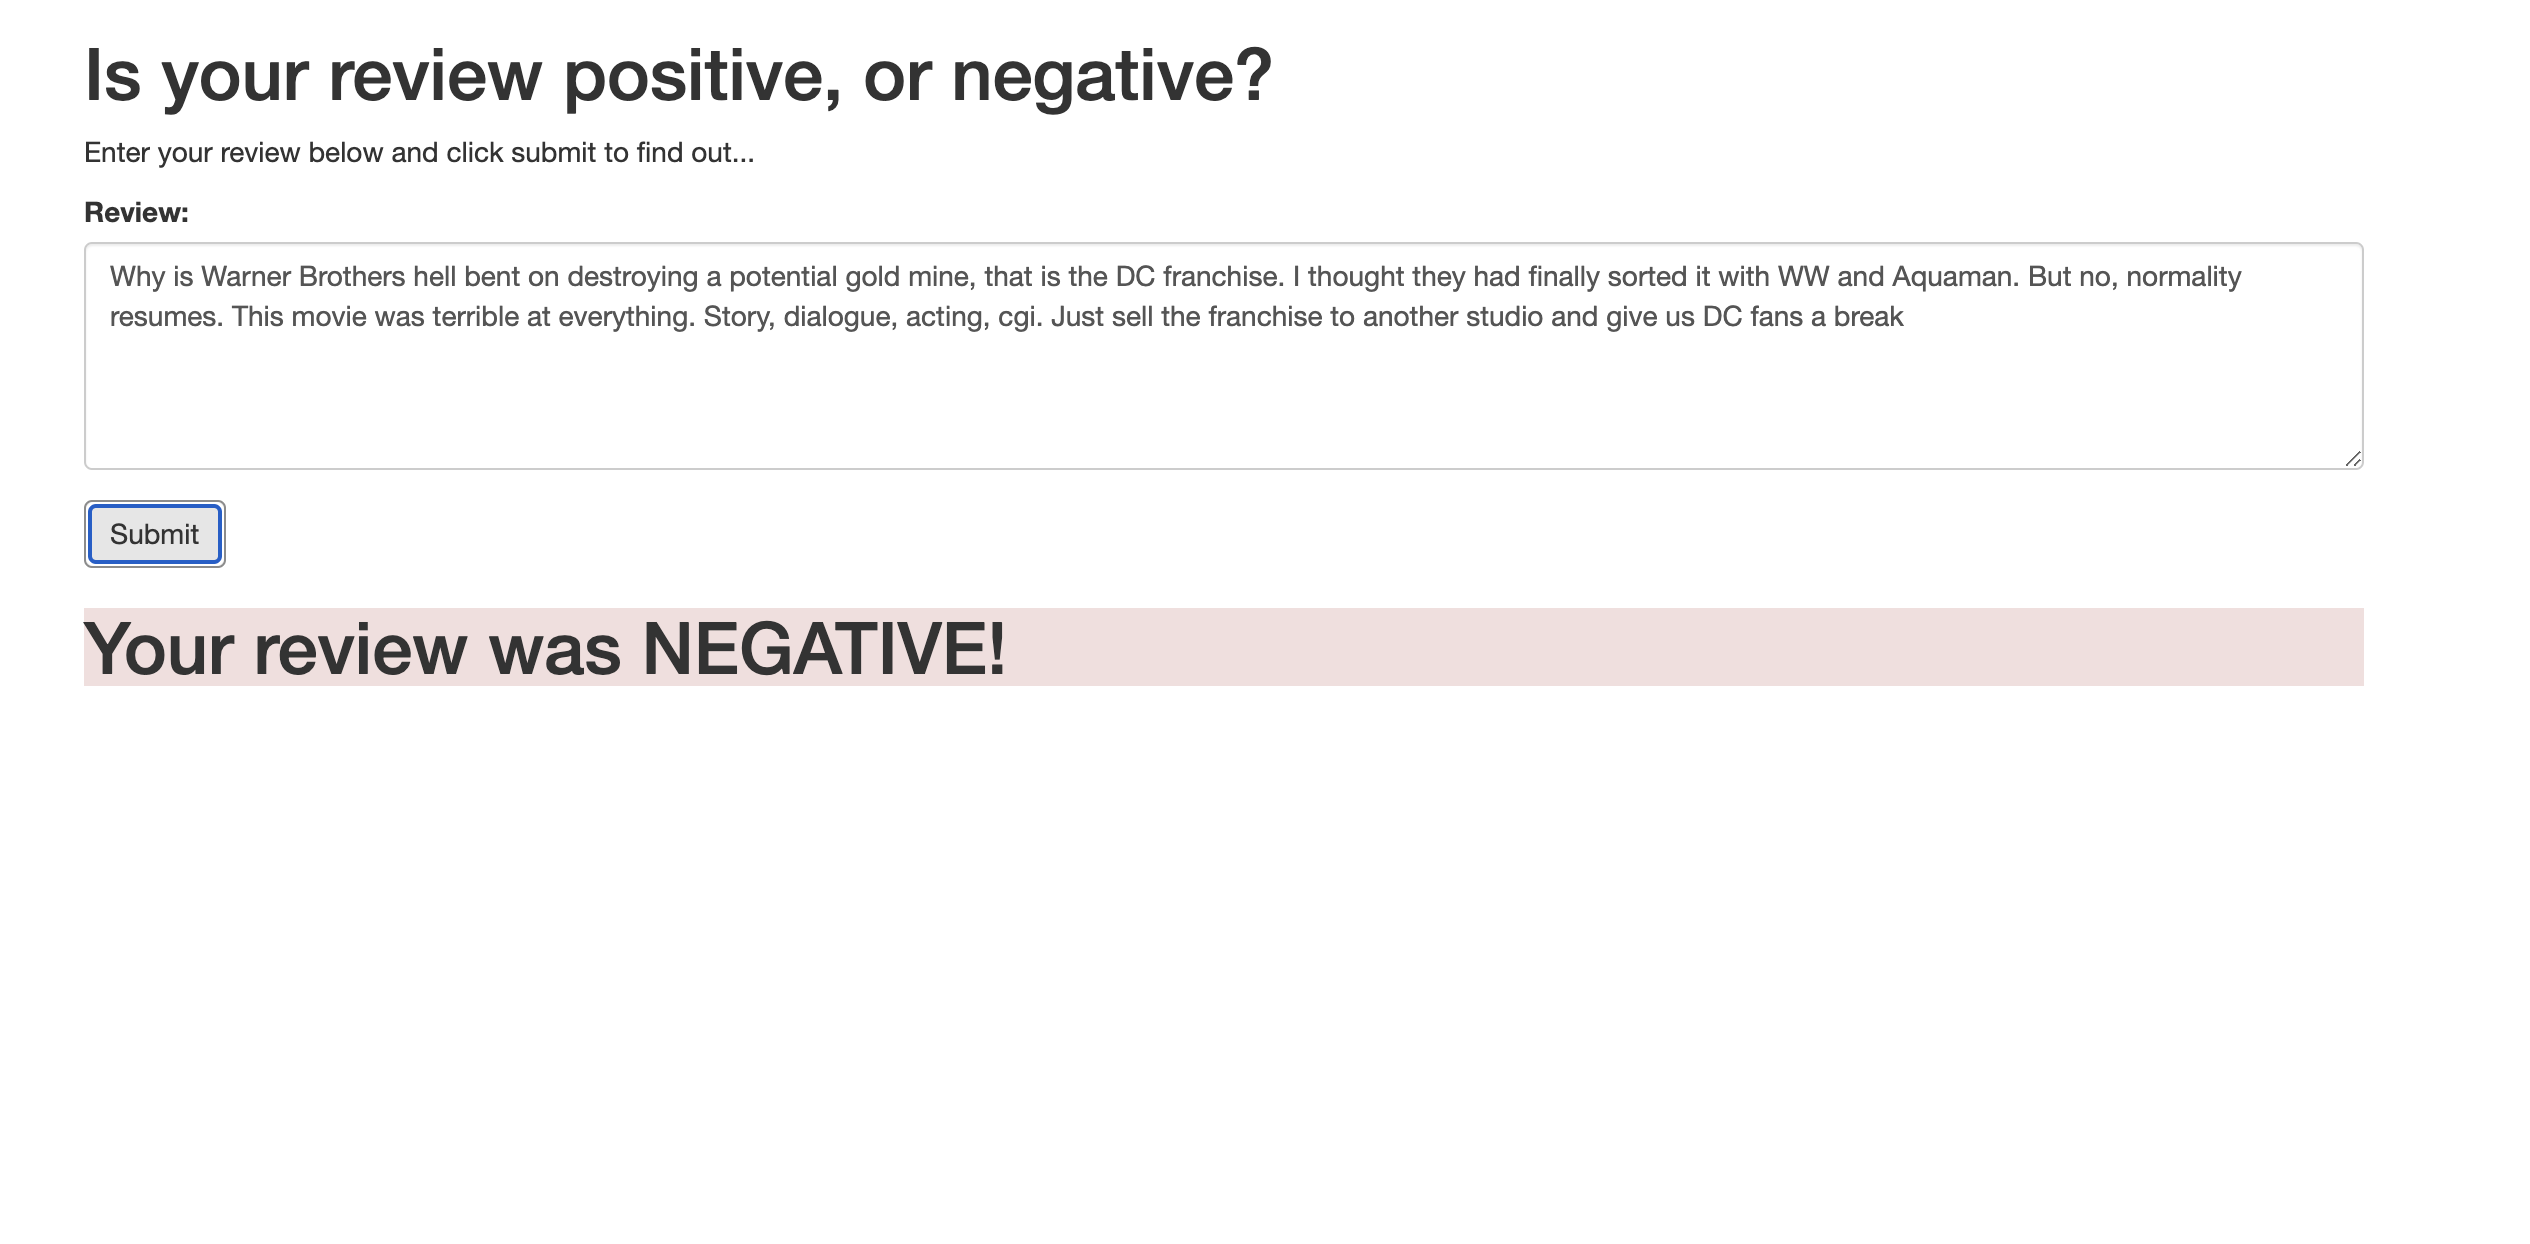 Is your review positive, or negative?
Enter your review below and click submit to find out...
Review:
Why is Warner Brothers hell bent on destroying a potential gold mine, that is the DC franchise. I thought they had finally sorted it with WW and Aquaman. But no, normality
resumes. This movie was terrible at everything. Story, dialogue, acting, cgi. Just sell the franchise to another studio and give us DC fans a break
Submit
Your review was NEGATIVE!